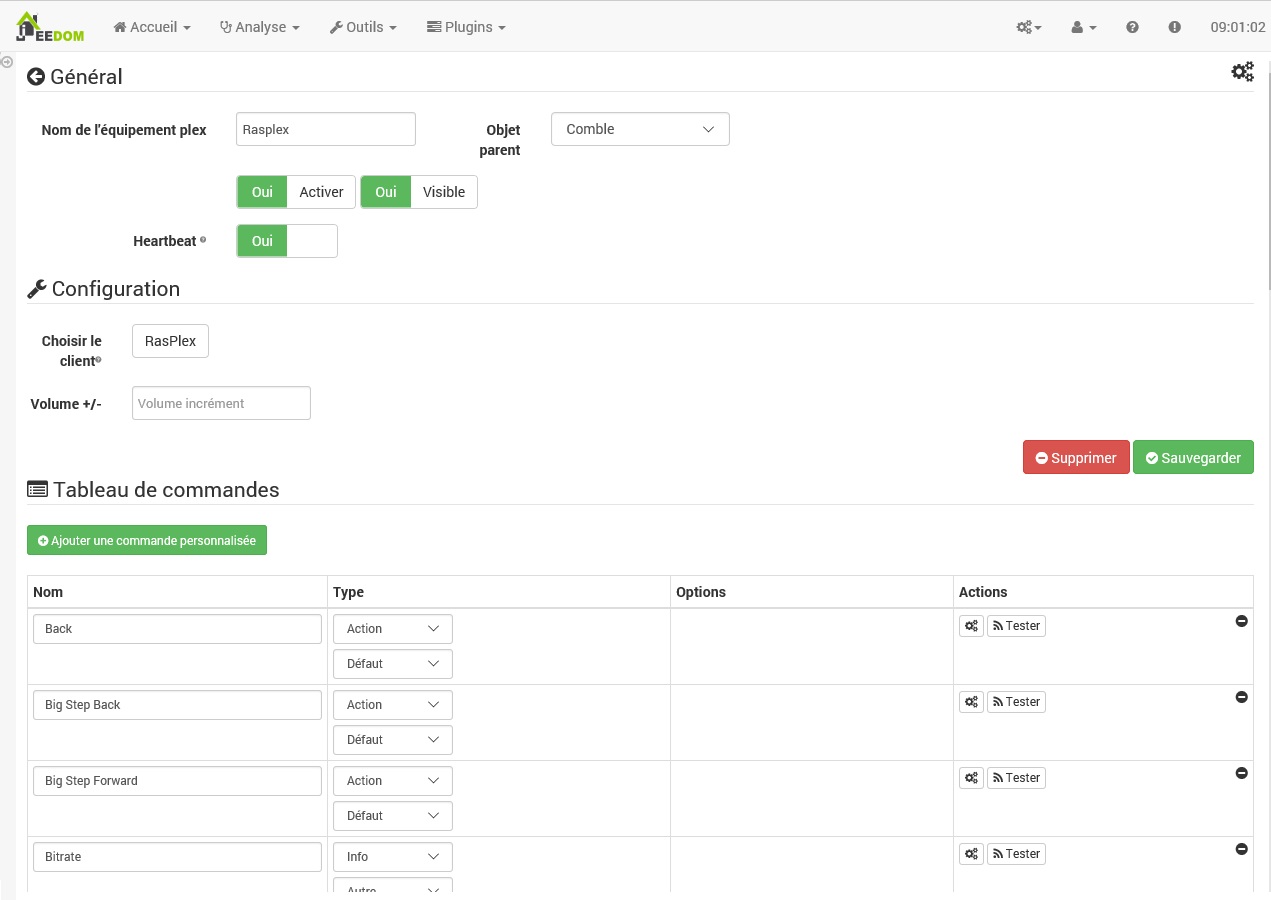 JEEDOM Accueil Analyse Outils Plugins 09:01:02
Général
Nom de l'équipement plex Rasplex Objet parent Comble
Oui Activer Oui Visible
Heartbeat Oui
Configuration
Choisir le client RasPlex
Volume +/- Volume incrément
Supprimer Sauvegarder
Tableau de commandes
Ajouter une commande personnalisée
Nom Type Options Actions
Back Action Tester
Défaut
Big Step Back Action Tester
Défaut
Big Step Forward Action Tester
Défaut
Bitrate Info Tester
Autre